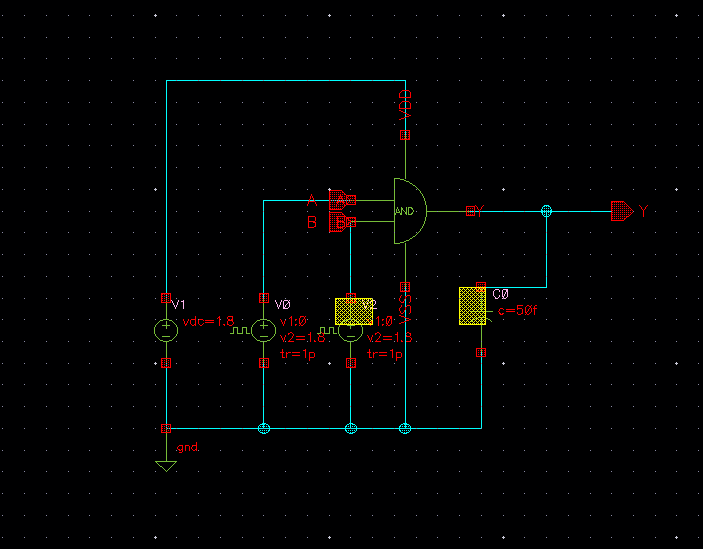 VDD
A
B
AND
Y
Y
V1
vdc=1.8
V0
v1:0
v2=1.8
tr=1p
V2
1:0
v2=1.8
tr=1p
VSS
C0
c=50f
gnd